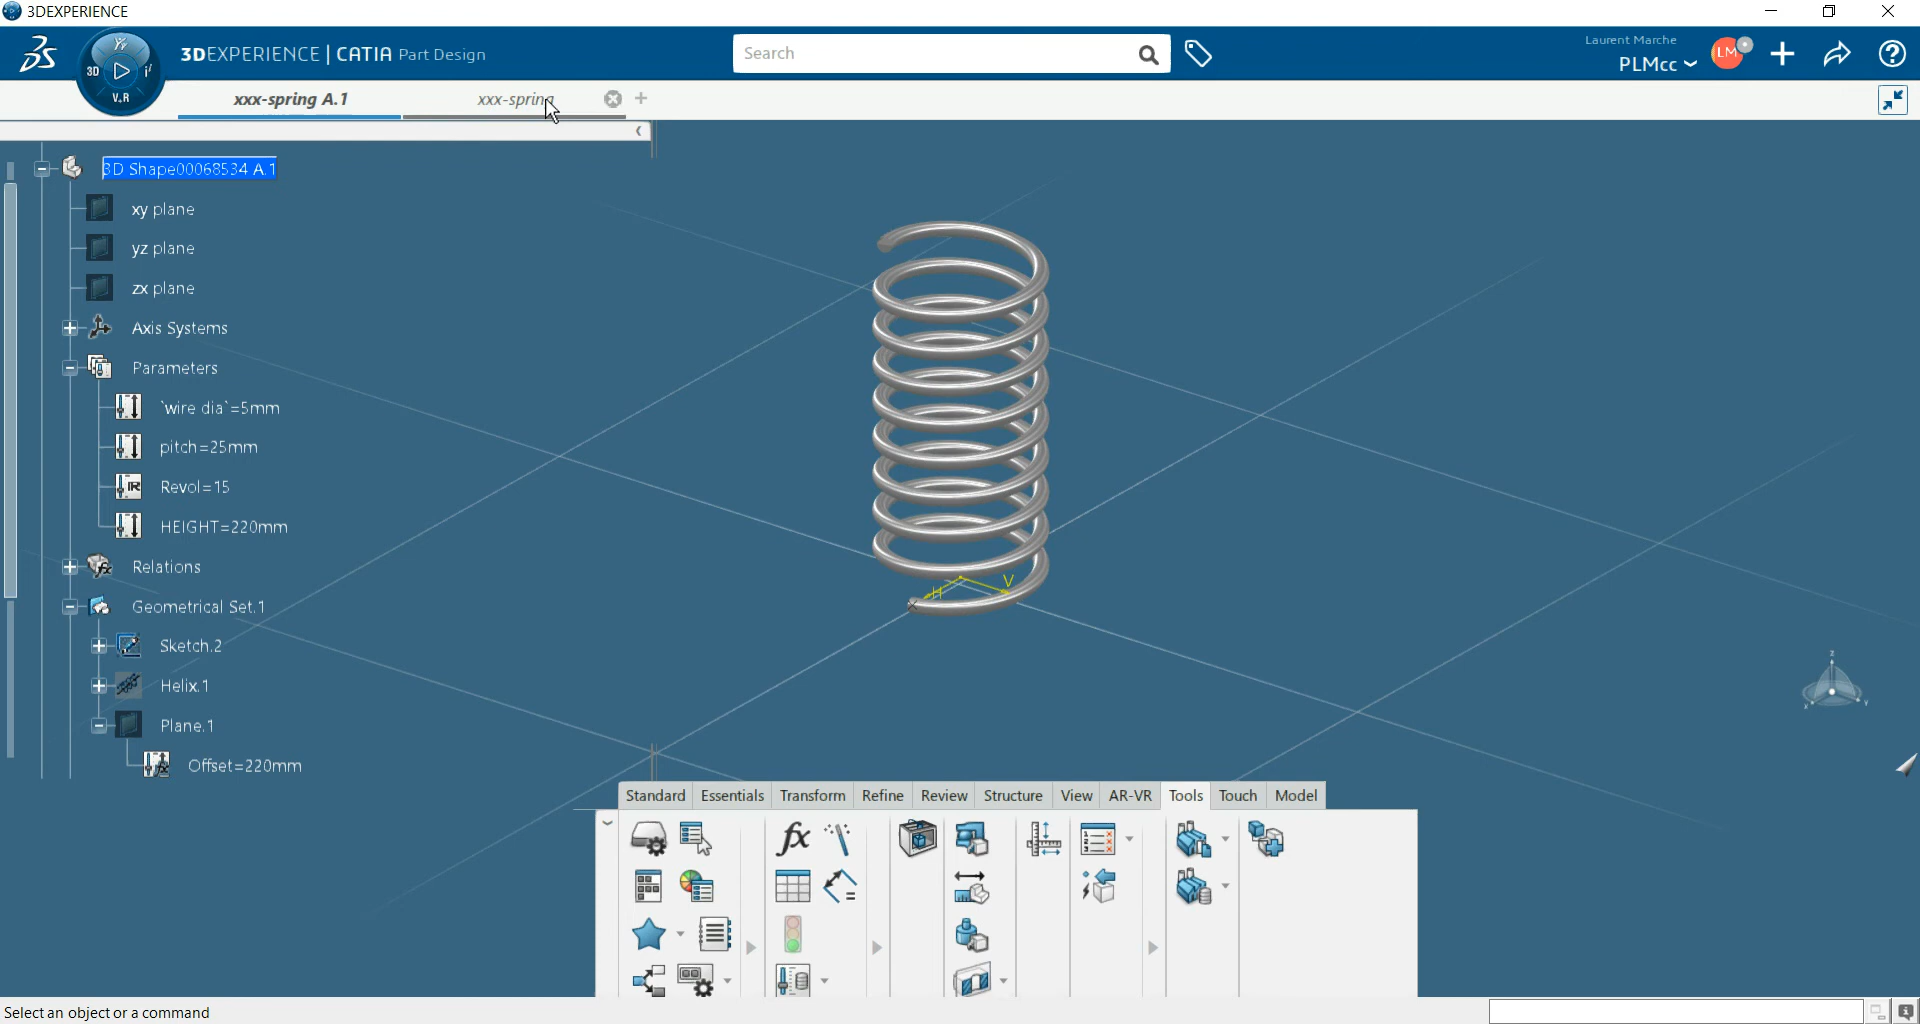 3DEXPERIENCE
3DEXPERIENCE | CATIA Part Design
Search
Laurent Marche
PLMcc
LM
3D
V.R
xxx-spring A.1
xxx-spring
3D Shape00068534 A.1
xy plane
yz plane
zx plane
Axis Systems
Parameters
`wire dia`=5mm
pitch=25mm
Revol=15
HEIGHT=220mm
Relations
Geometrical Set.1
Sketch.2
Helix.1
Plane.1
Offset=220mm
H
V
Standard Essentials Transform Refine Review Structure View AR-VR Tools Touch Model
fx
Select an object or a command